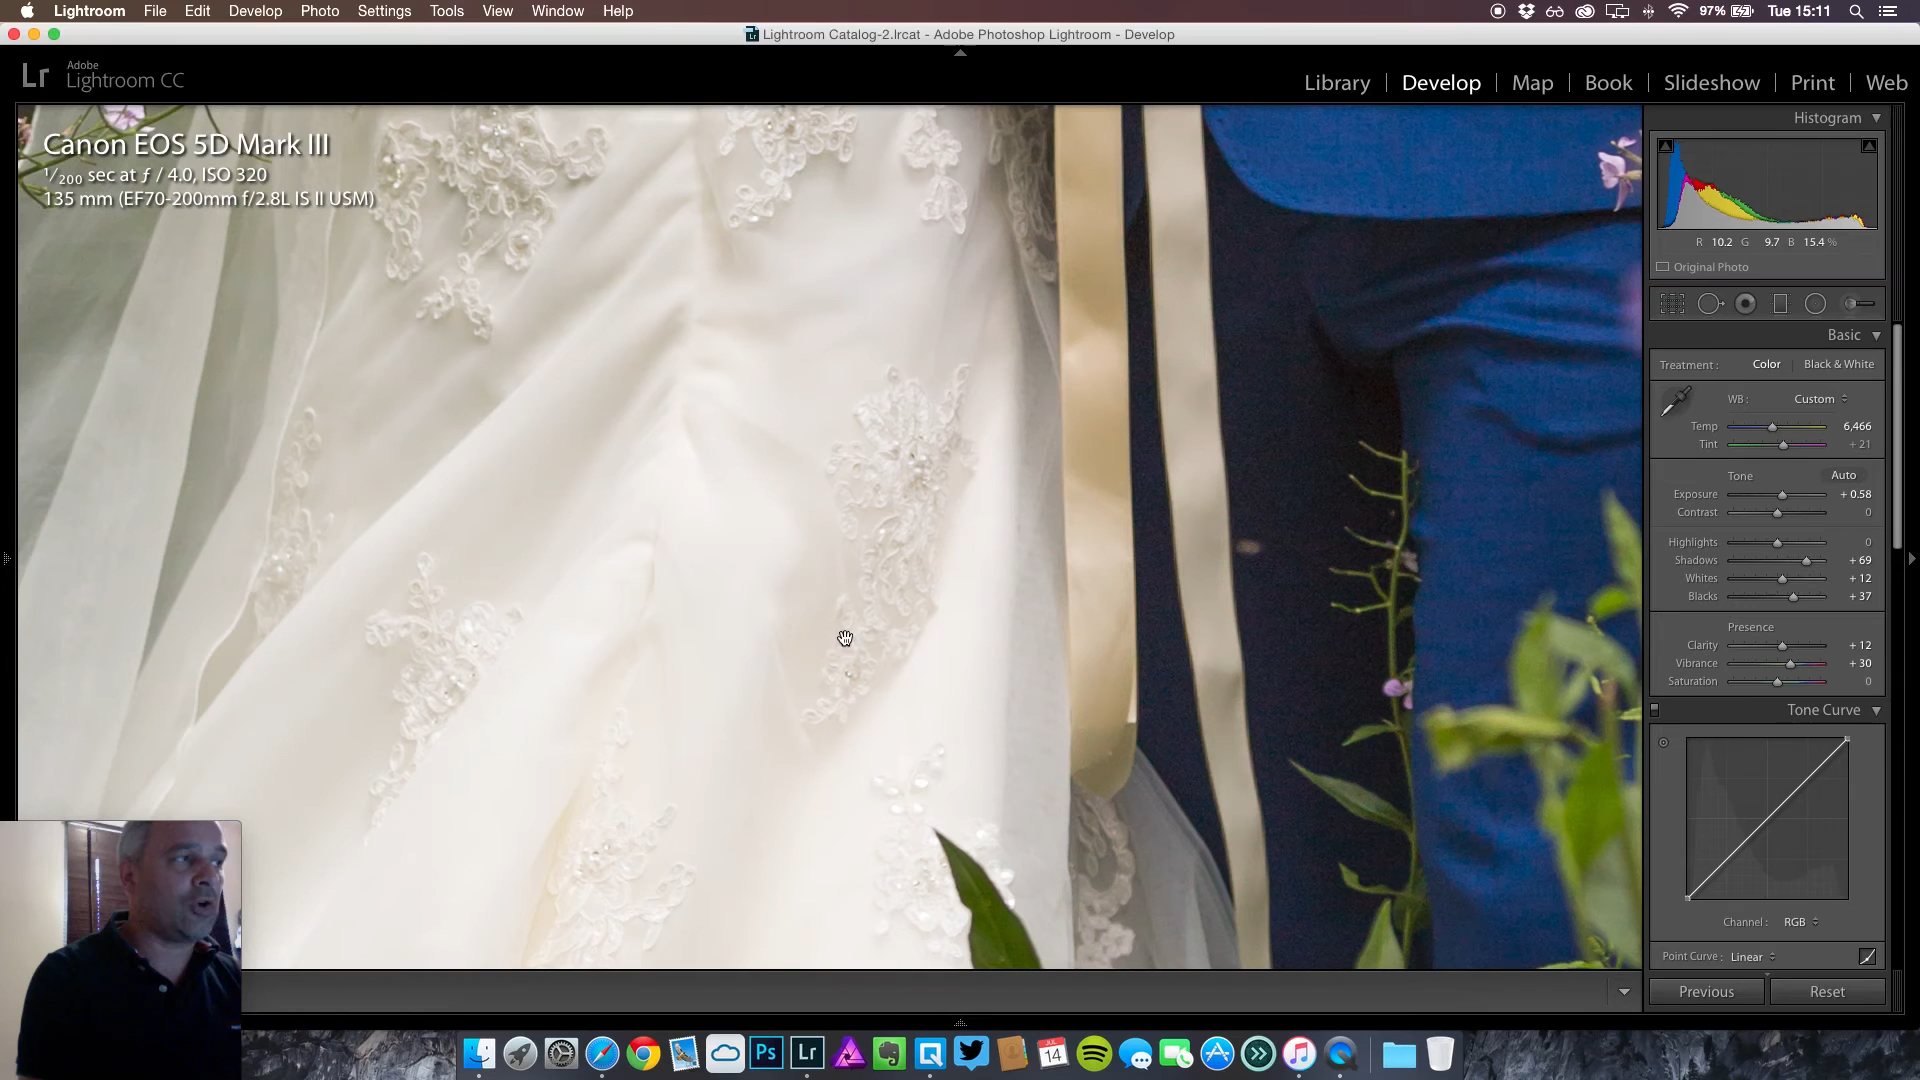 Lightroom File Edit Develop Photo Settings Tools View Window Help 97% Tue 15:11
Lightroom Catalog-2.lrcat - Adobe Photoshop Lightroom - Develop
Lr Adobe
Lightroom CC
Library | Develop | Map | Book | Slideshow | Print | Web
Canon EOS 5D Mark III
1/200 sec at ƒ / 4.0, ISO 320
135 mm (EF70-200mm f/2.8L IS II USM)
Histogram
R 10.2 G 9.7 B 15.4 %
Original Photo
Basic
Treatment : Color | Black & White
WB : Custom
Temp 6,466
Tint + 21
Tone Auto
Exposure + 0.58
Contrast 0
Highlights 0
Shadows + 69
Whites + 12
Blacks + 37
Presence
Clarity + 12
Vibrance + 30
Saturation 0
Tone Curve
Channel : RGB
Point Curve : Linear
Previous Reset
Ps Lr JUL 14